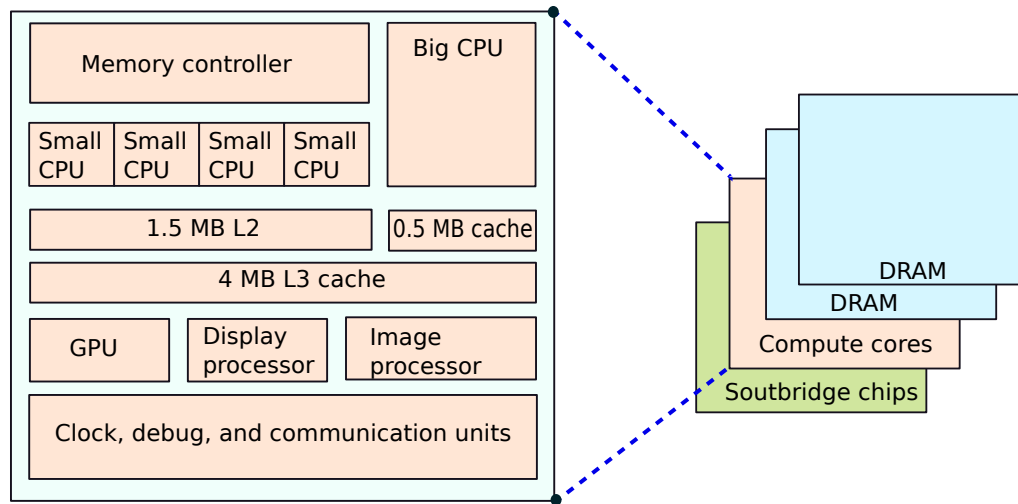 Memory controller
Big CPU
Small Small Small Small
CPU CPU CPU CPU
1.5 MB L2
0.5 MB cache
4 MB L3 cache
GPU
Display
processor
Image
processor
Clock, debug, and communication units
DRAM
DRAM
Compute cores
Soutbridge chips